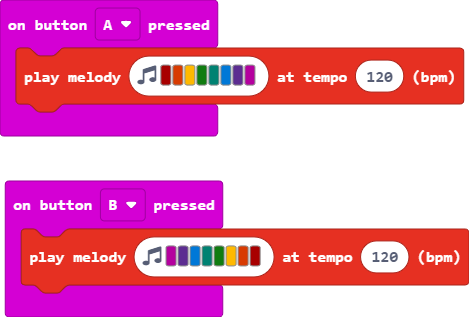 on button A pressed
play melody at tempo 120 (bpm)
on button B pressed
play melody at tempo 120 (bpm)